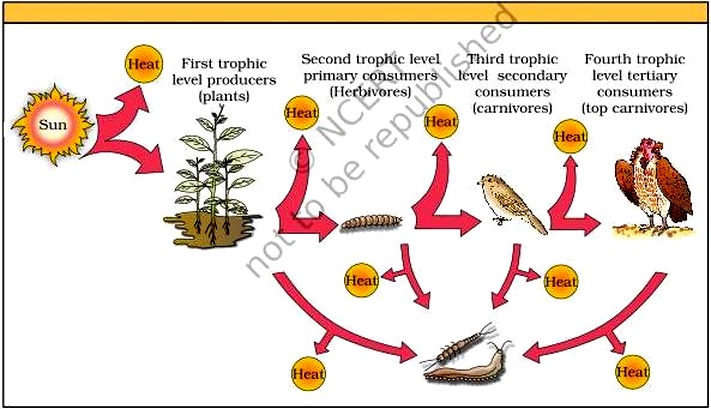 Sun
Heat
First trophic
level producers
(plants)
Second trophic level
primary consumers
(Herbivores)
Third trophic
level secondary
consumers
(carnivores)
Fourth trophic
level tertiary
consumers
(top carnivores)
Heat
Heat
Heat
Heat
Heat
Heat
Heat
© NCERT
not to be republished